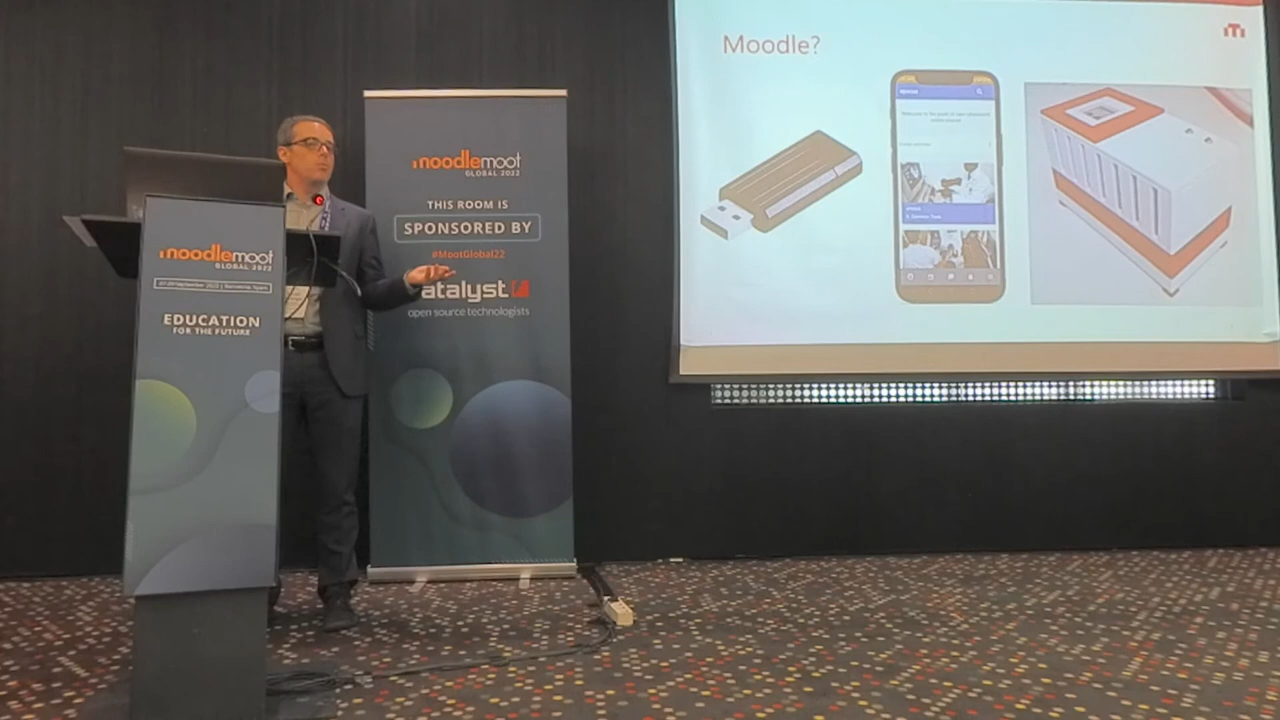 moodlemoot
GLOBAL 2022
EDUCATION
FOR THE FUTURE
moodlemoot
GLOBAL 2022
THIS ROOM IS
SPONSORED BY
#MootGlobal22
atalyst
open source technologists
Moodle?